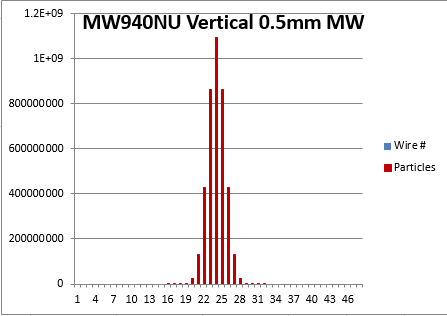 MW940NU Vertical 0.5mm MW
1.2E+09
1E+09
800000000
600000000
400000000
200000000
0
1 4 7 10 13 16 19 22 25 28 31 34 37 40 43 46
Wire #
Particles